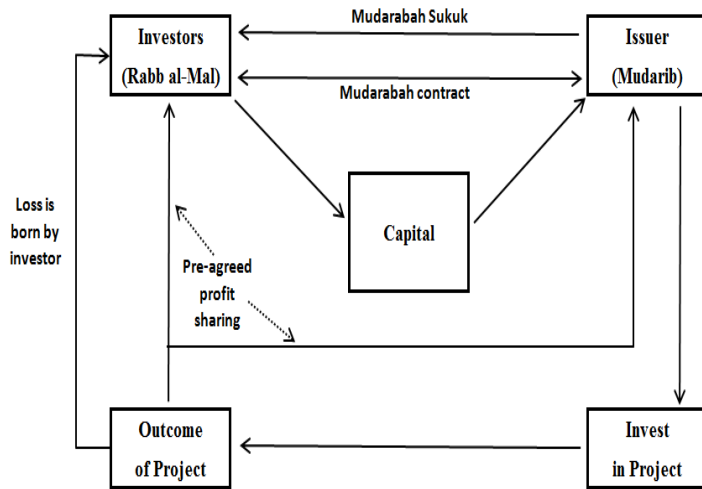 Mudarabah Sukuk
Investors
(Rabb al-Mal)
Issuer
(Mudarib)
Mudarabah contract
Capital
Loss is
born by
investor
Pre-agreed
profit
sharing
Outcome
of Project
Invest
in Project